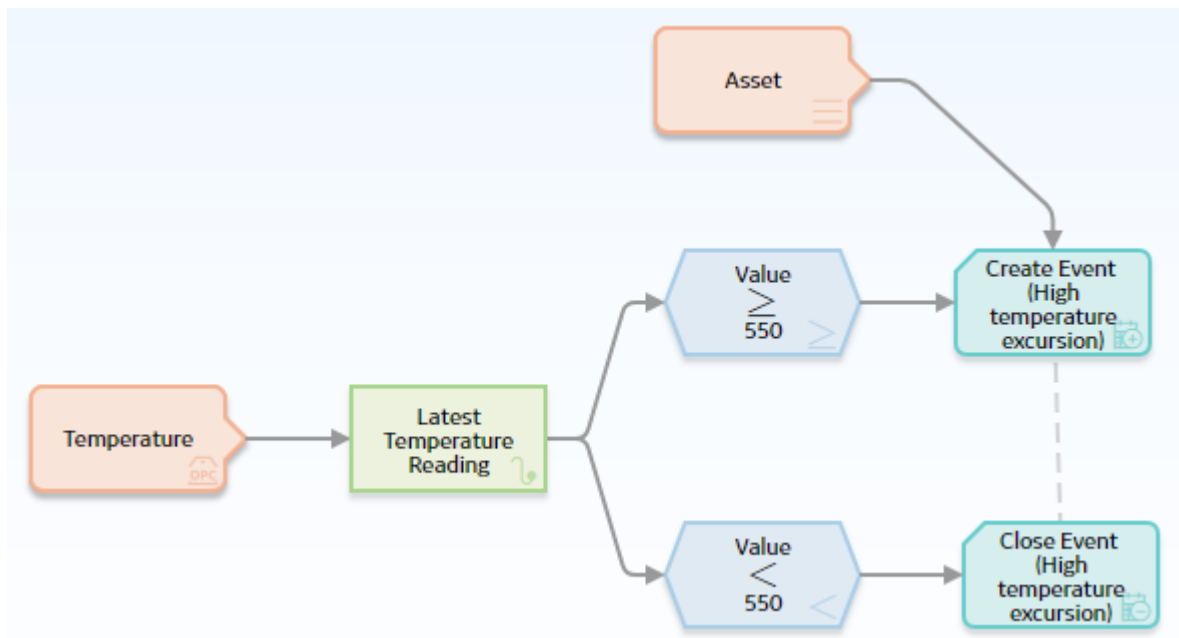 Asset
Value
≥
550
≥
Create Event
(High
temperature
excursion)
Temperature
OPC
Latest
Temperature
Reading
Value
<
550
<
Close Event
(High
temperature
excursion)